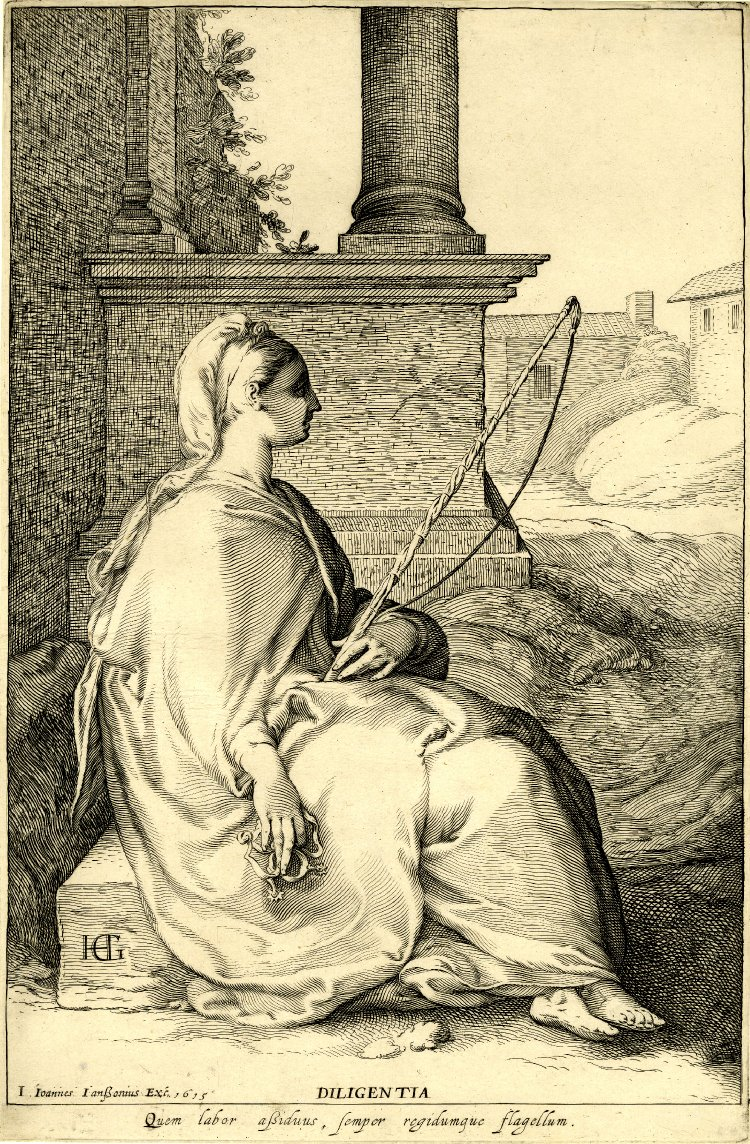 HG
I. Ioannes Ianßonius Exc. 1615
DILIGENTIA
Quem labor aſsiduus, ſemper regidumque flagellum.